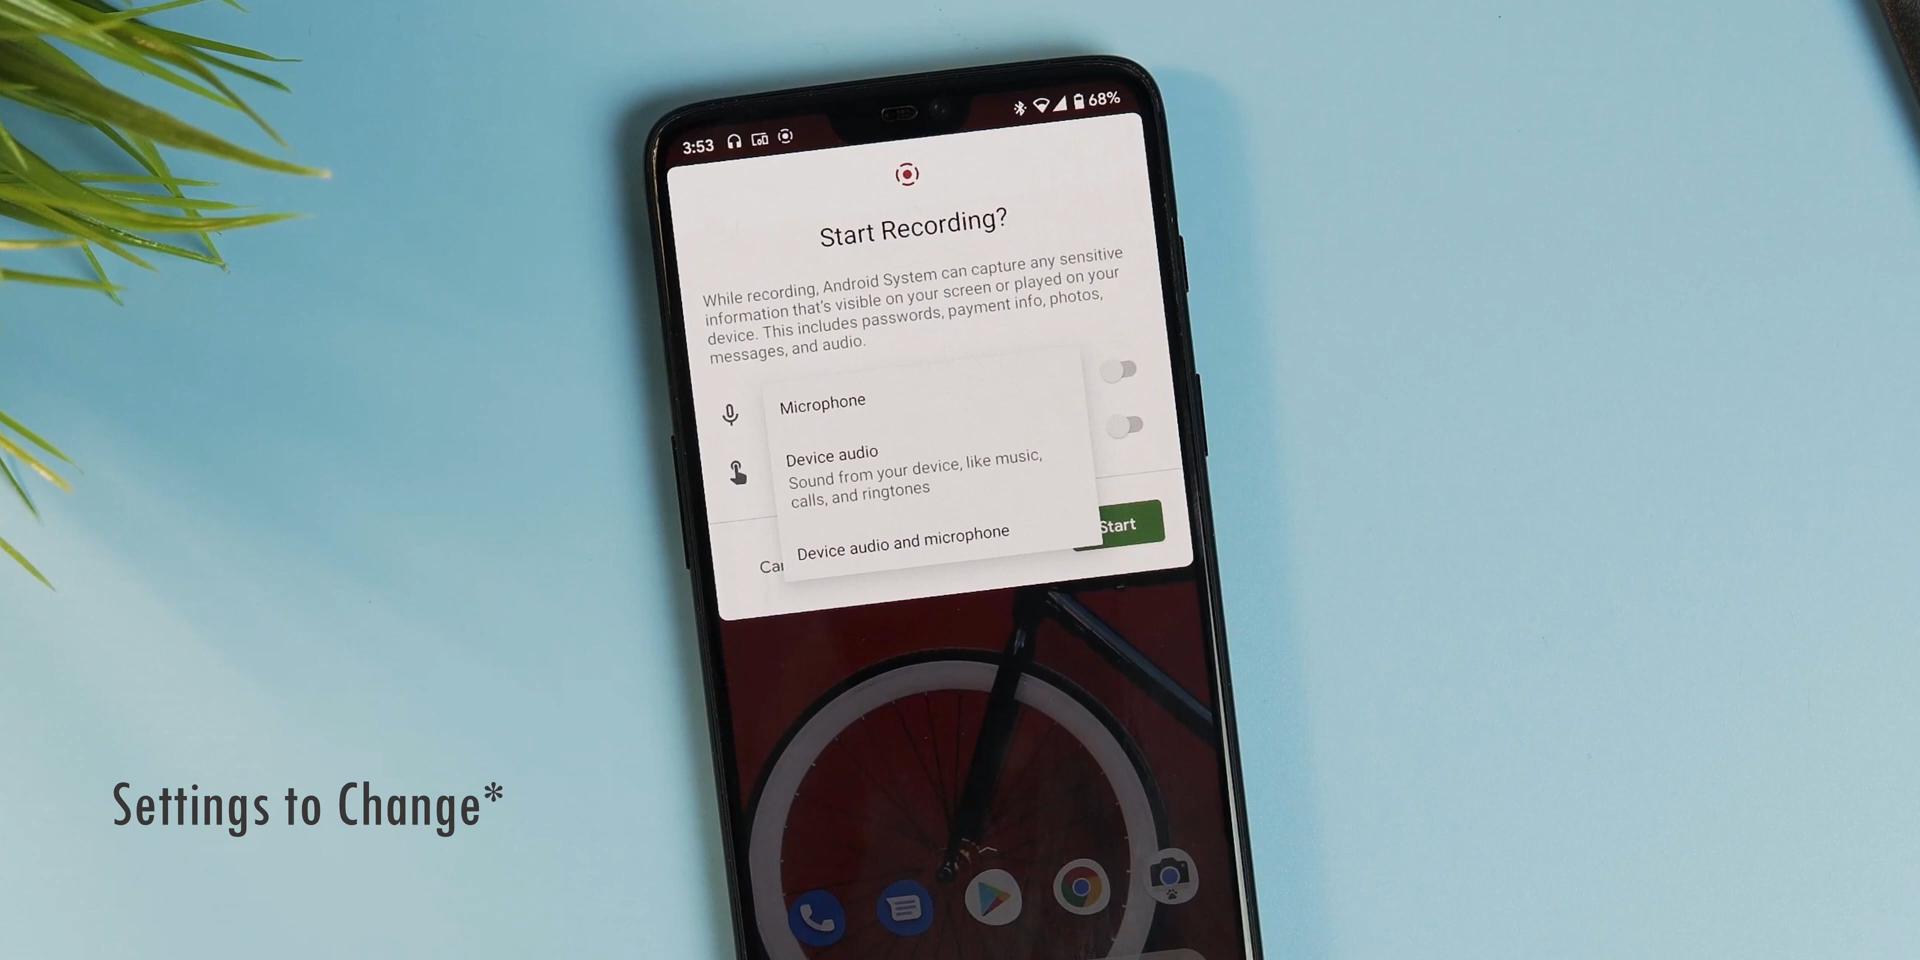 3:53
68%
Start Recording?
While recording, Android System can capture any sensitive
information that's visible on your screen or played on your
device. This includes passwords, payment info, photos,
messages, and audio.
Microphone
Device audio
Sound from your device, like music,
calls, and ringtones
Device audio and microphone
Start
Settings to Change*